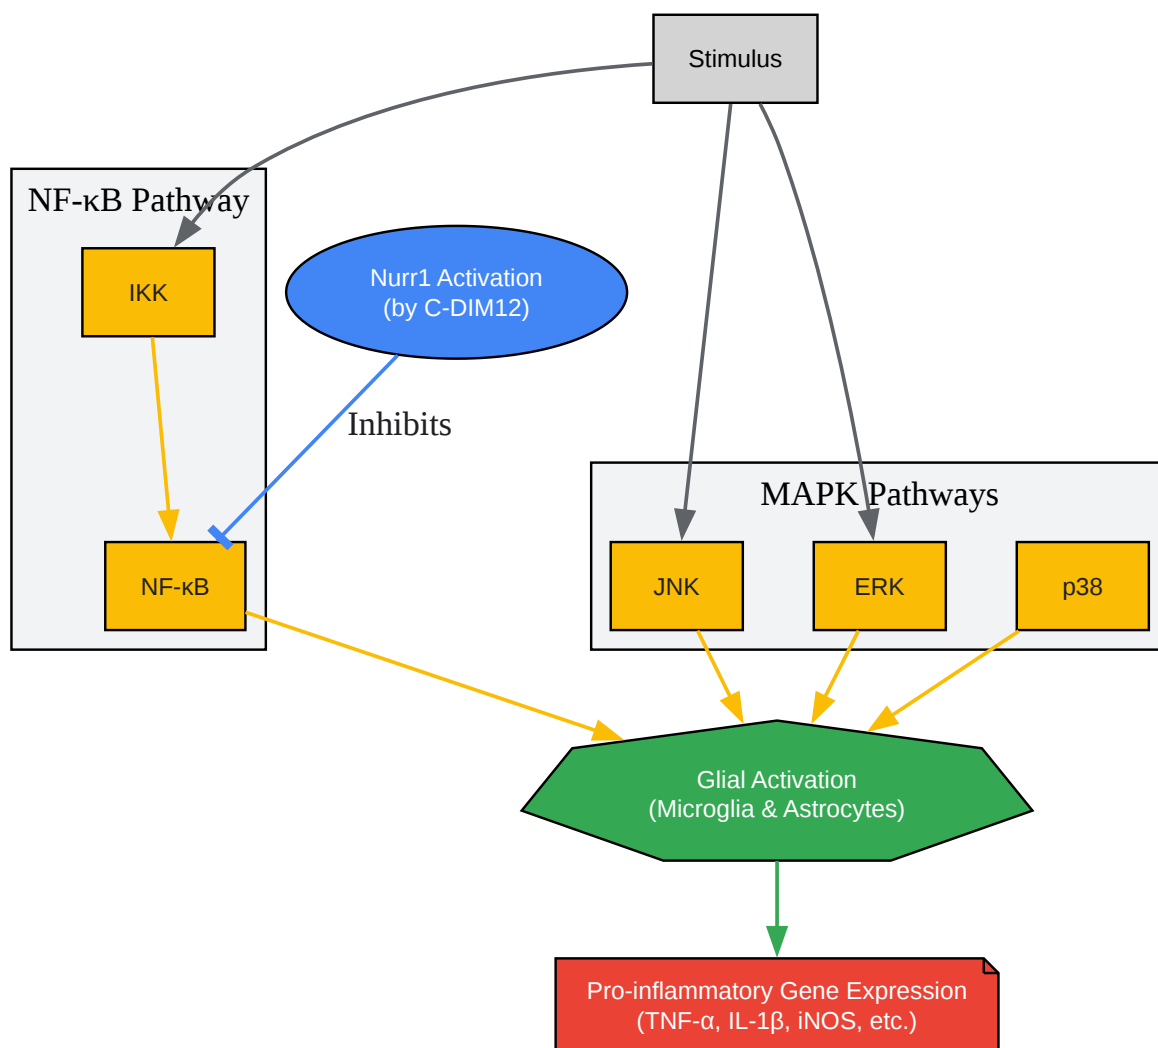 Stimulus
NF-κB Pathway
IKK
Nurr1 Activation
(by C-DIM12)
Inhibits
MAPK Pathways
NF-κB
JNK
ERK
p38
Glial Activation
(Microglia & Astrocytes)
Pro-inflammatory Gene Expression
(TNF-α, IL-1β, iNOS, etc.)